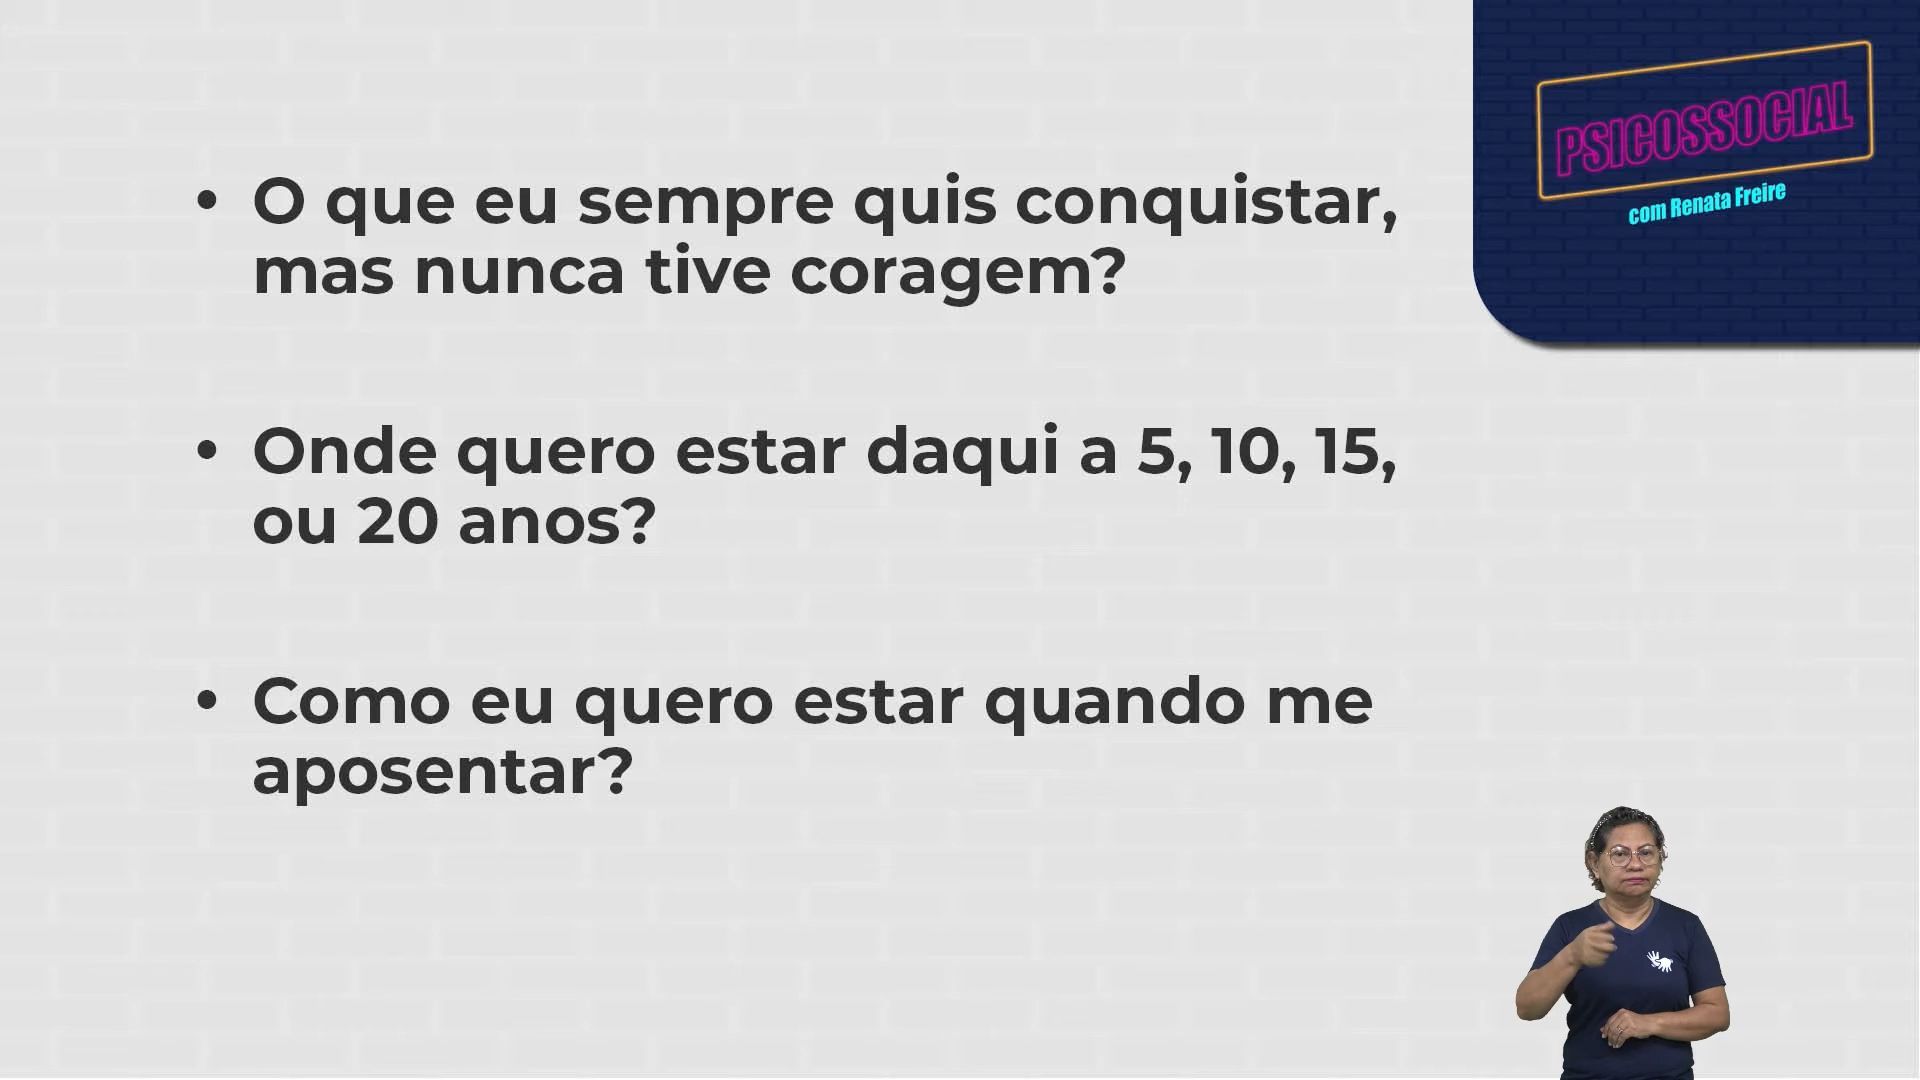 • O que eu sempre quis conquistar,
mas nunca tive coragem?
• Onde quero estar daqui a 5, 10, 15,
ou 20 anos?
• Como eu quero estar quando me
aposentar?
PSICOSSOCIAL
com Renata Freire